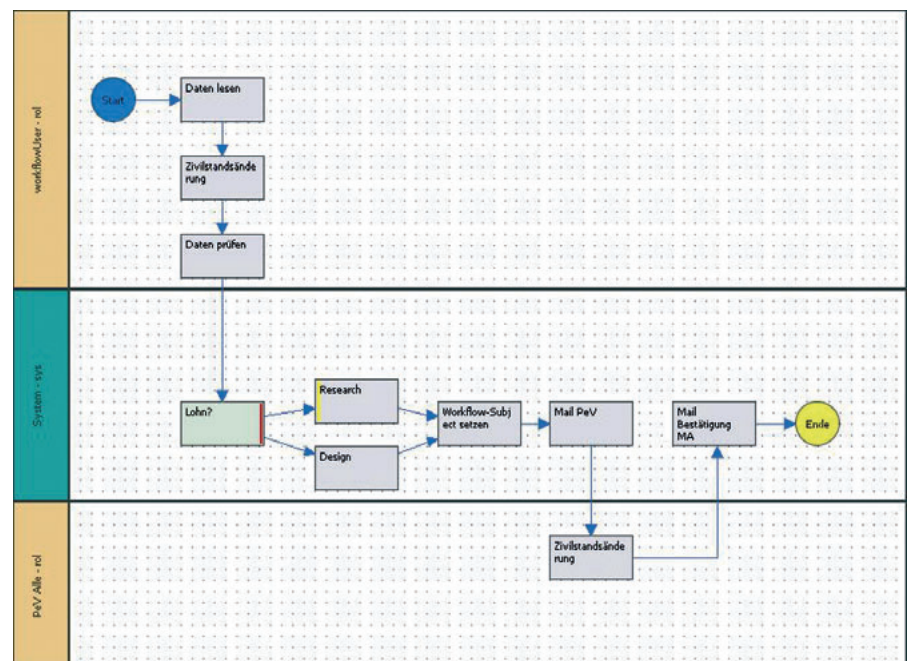 workflowUser - rol
Start
Daten lesen
Zivilstandsände
rung
Daten prüfen
System - sys
Lohn?
Research
Design
Workflow-Subj
ect setzen
Mail PeV
Mail
Bestätigung
MA
Ende
PeV Alle - rol
Zivilstandsände
rung